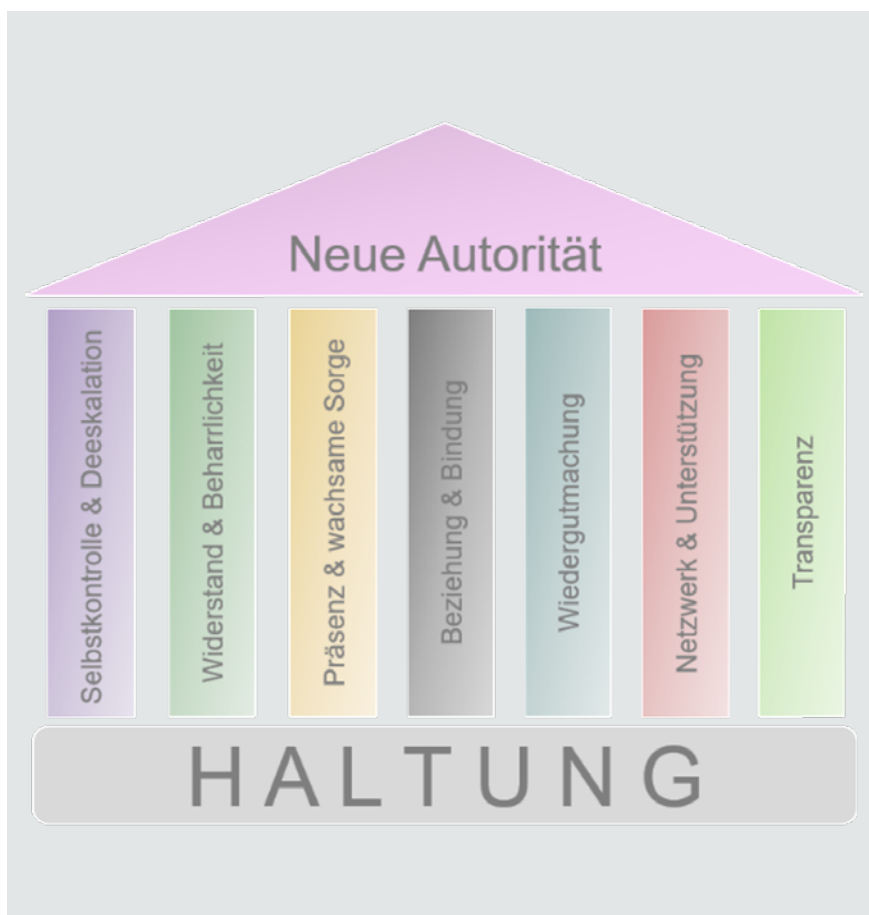 Neue Autorität
Selbstkontrolle & Deeskalation
Widerstand & Beharrlichkeit
Präsenz & wachsame Sorge
Beziehung & Bindung
Wiedergutmachung
Netzwerk & Unterstützung
Transparenz
HALTUNG